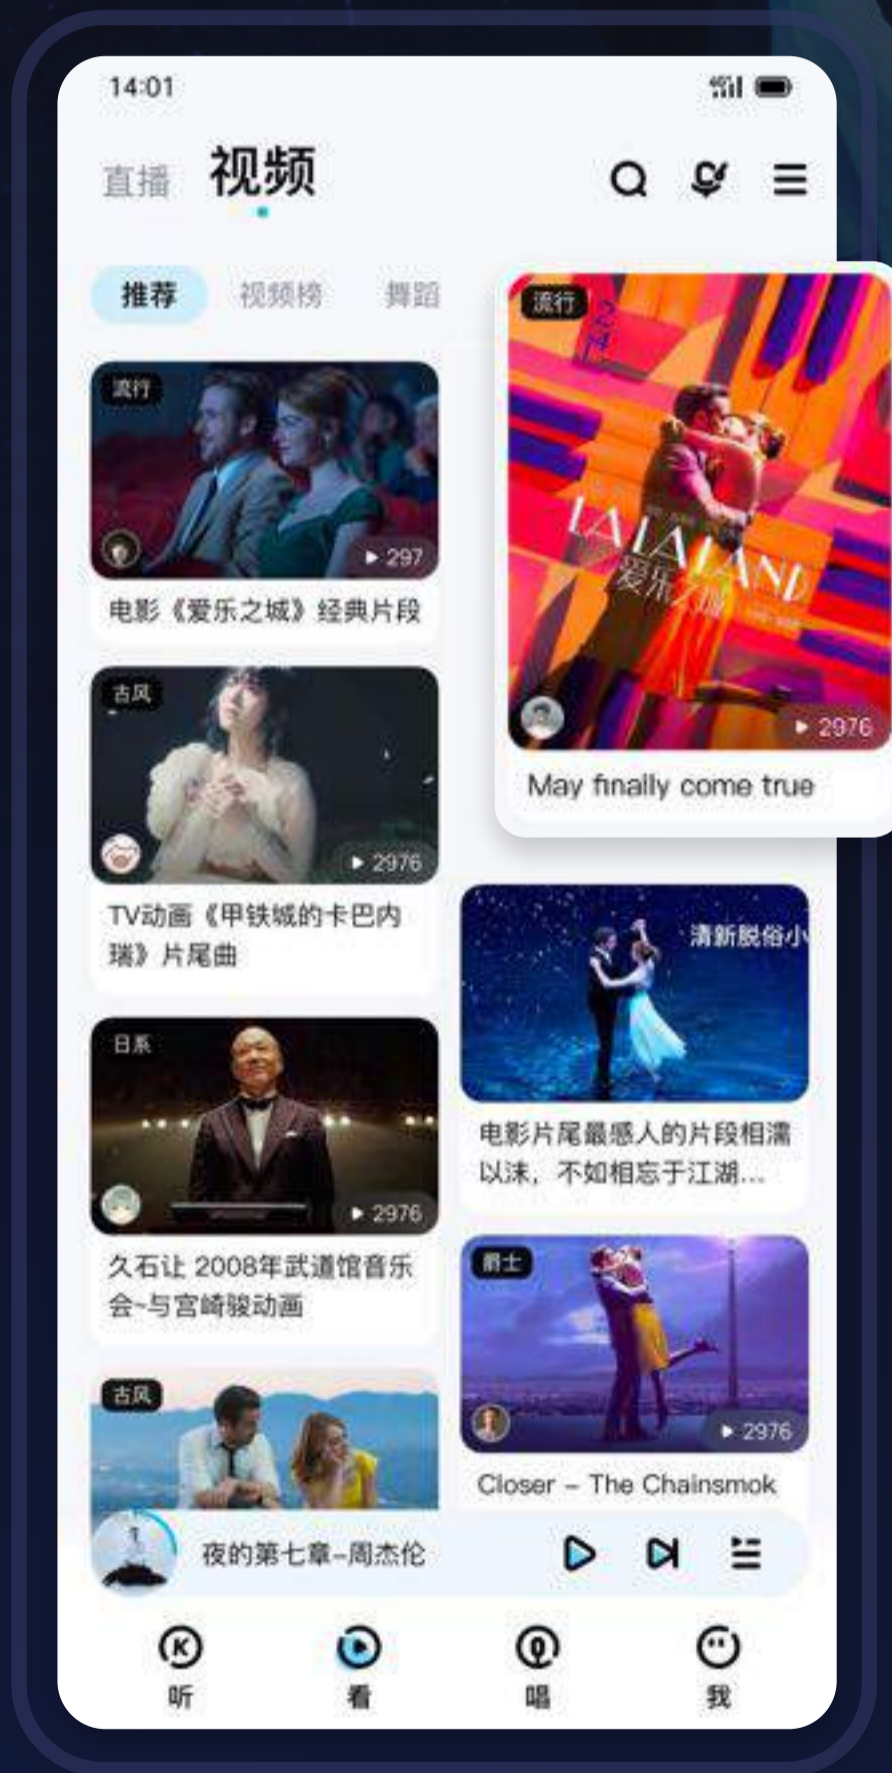 14:01
直播 视频
推荐 视频榜 舞蹈
流行
297
电影《爱乐之城》经典片段
流行
LA LA LAND
爱乐之城
2976
May finally come true
古风
2976
TV动画《甲铁城的卡巴内
瑞》片尾曲
清新脱俗小
电影片尾最感人的片段相濡
以沫，不如相忘于江湖...
日系
2976
久石让 2008年武道馆音乐
会~与宫崎骏动画
爵士
2976
Closer – The Chainsmok
古风
夜的第七章–周杰伦
听 看 唱 我